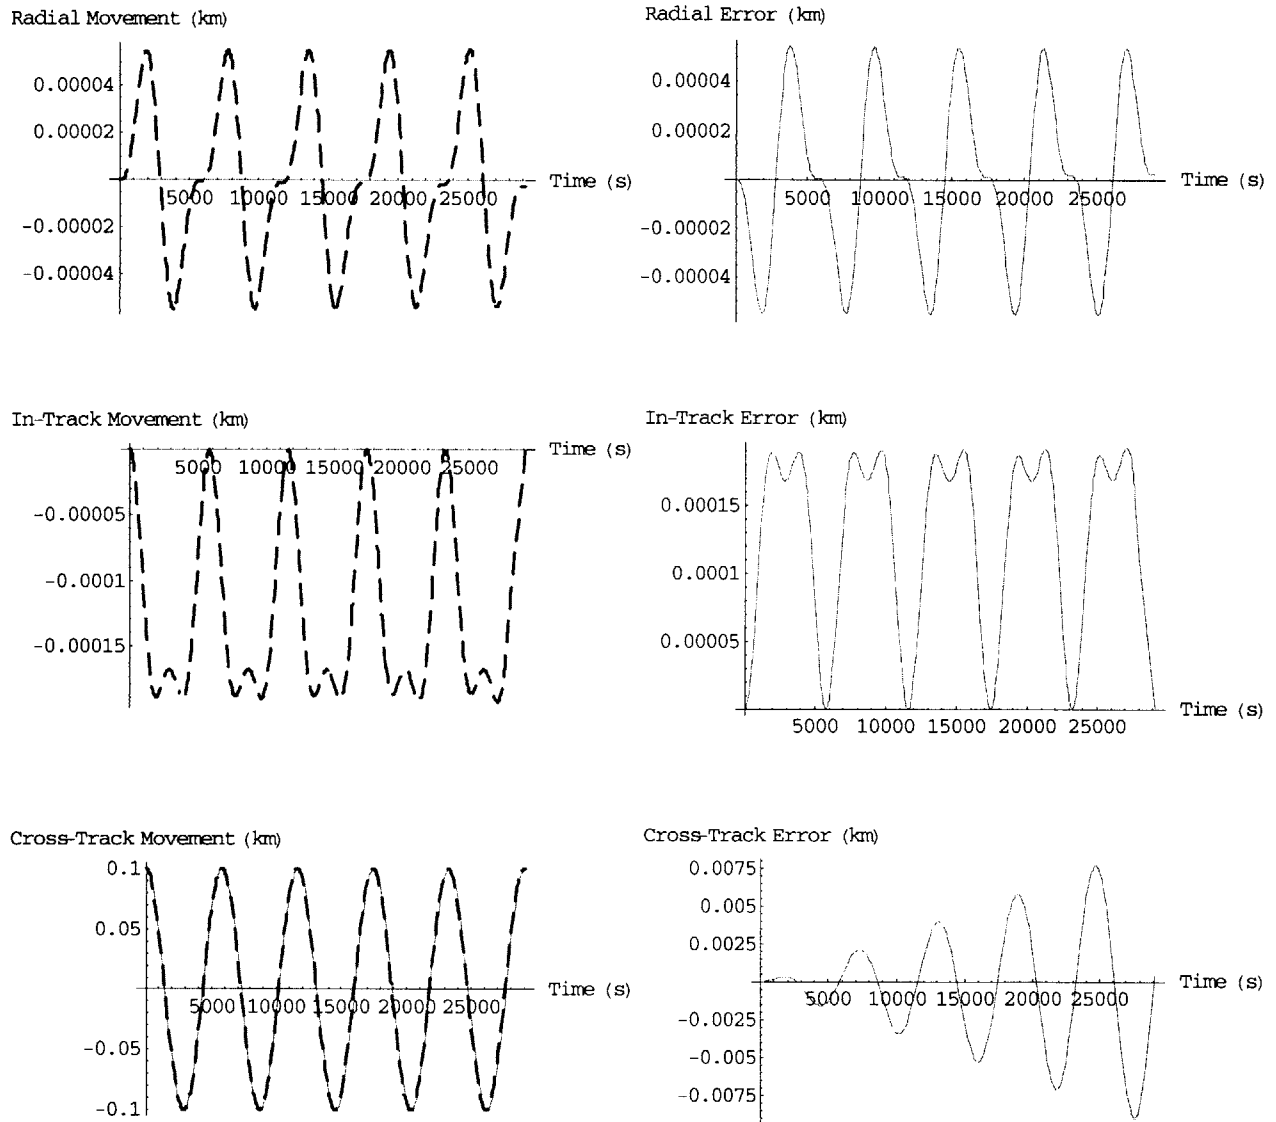 Radial Movement (km)
0.00004
0.00002
-0.00002
-0.00004
5000 10000 15000 20000 25000
Time (s)
Radial Error (km)
0.00004
0.00002
-0.00002
-0.00004
5000 10000 15000 20000 25000
Time (s)
In-Track Movement (km)
-0.00005
-0.0001
-0.00015
5000 10000 15000 20000 25000
Time (s)
In-Track Error (km)
0.00015
0.0001
0.00005
5000 10000 15000 20000 25000
Time (s)
Cross-Track Movement (km)
0.1
0.05
-0.05
-0.1
5000 10000 15000 20000 25000
Time (s)
Cross-Track Error (km)
0.0075
0.005
0.0025
-0.0025
-0.005
-0.0075
5000 10000 15000 20000 25000
Time (s)